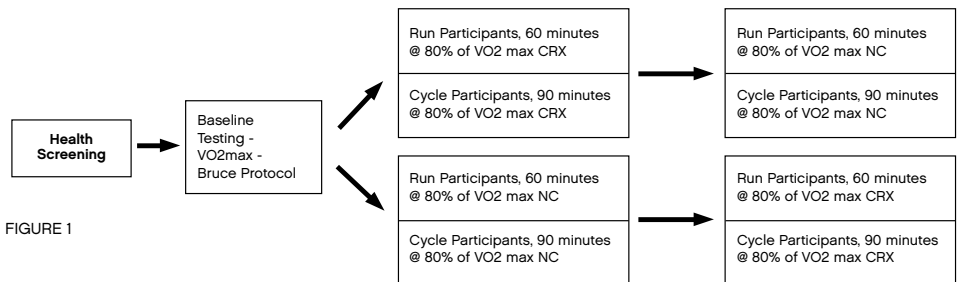 Health
Screening
Baseline
Testing -
VO2max -
Bruce Protocol
Run Participants, 60 minutes
@ 80% of VO2 max CRX
Cycle Participants, 90 minutes
@ 80% of VO2 max CRX
Run Participants, 60 minutes
@ 80% of VO2 max NC
Cycle Participants, 90 minutes
@ 80% of VO2 max NC
Run Participants, 60 minutes
@ 80% of VO2 max NC
Cycle Participants, 90 minutes
@ 80% of VO2 max NC
Run Participants, 60 minutes
@ 80% of VO2 max CRX
Cycle Participants, 90 minutes
@ 80% of VO2 max CRX
FIGURE 1